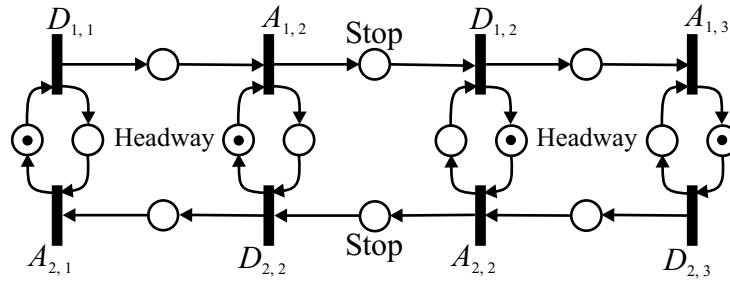 D1, 1 A1, 2 Stop D1, 2 A1, 3
Headway Headway
A2, 1 D2, 2 Stop A2, 2 D2, 3